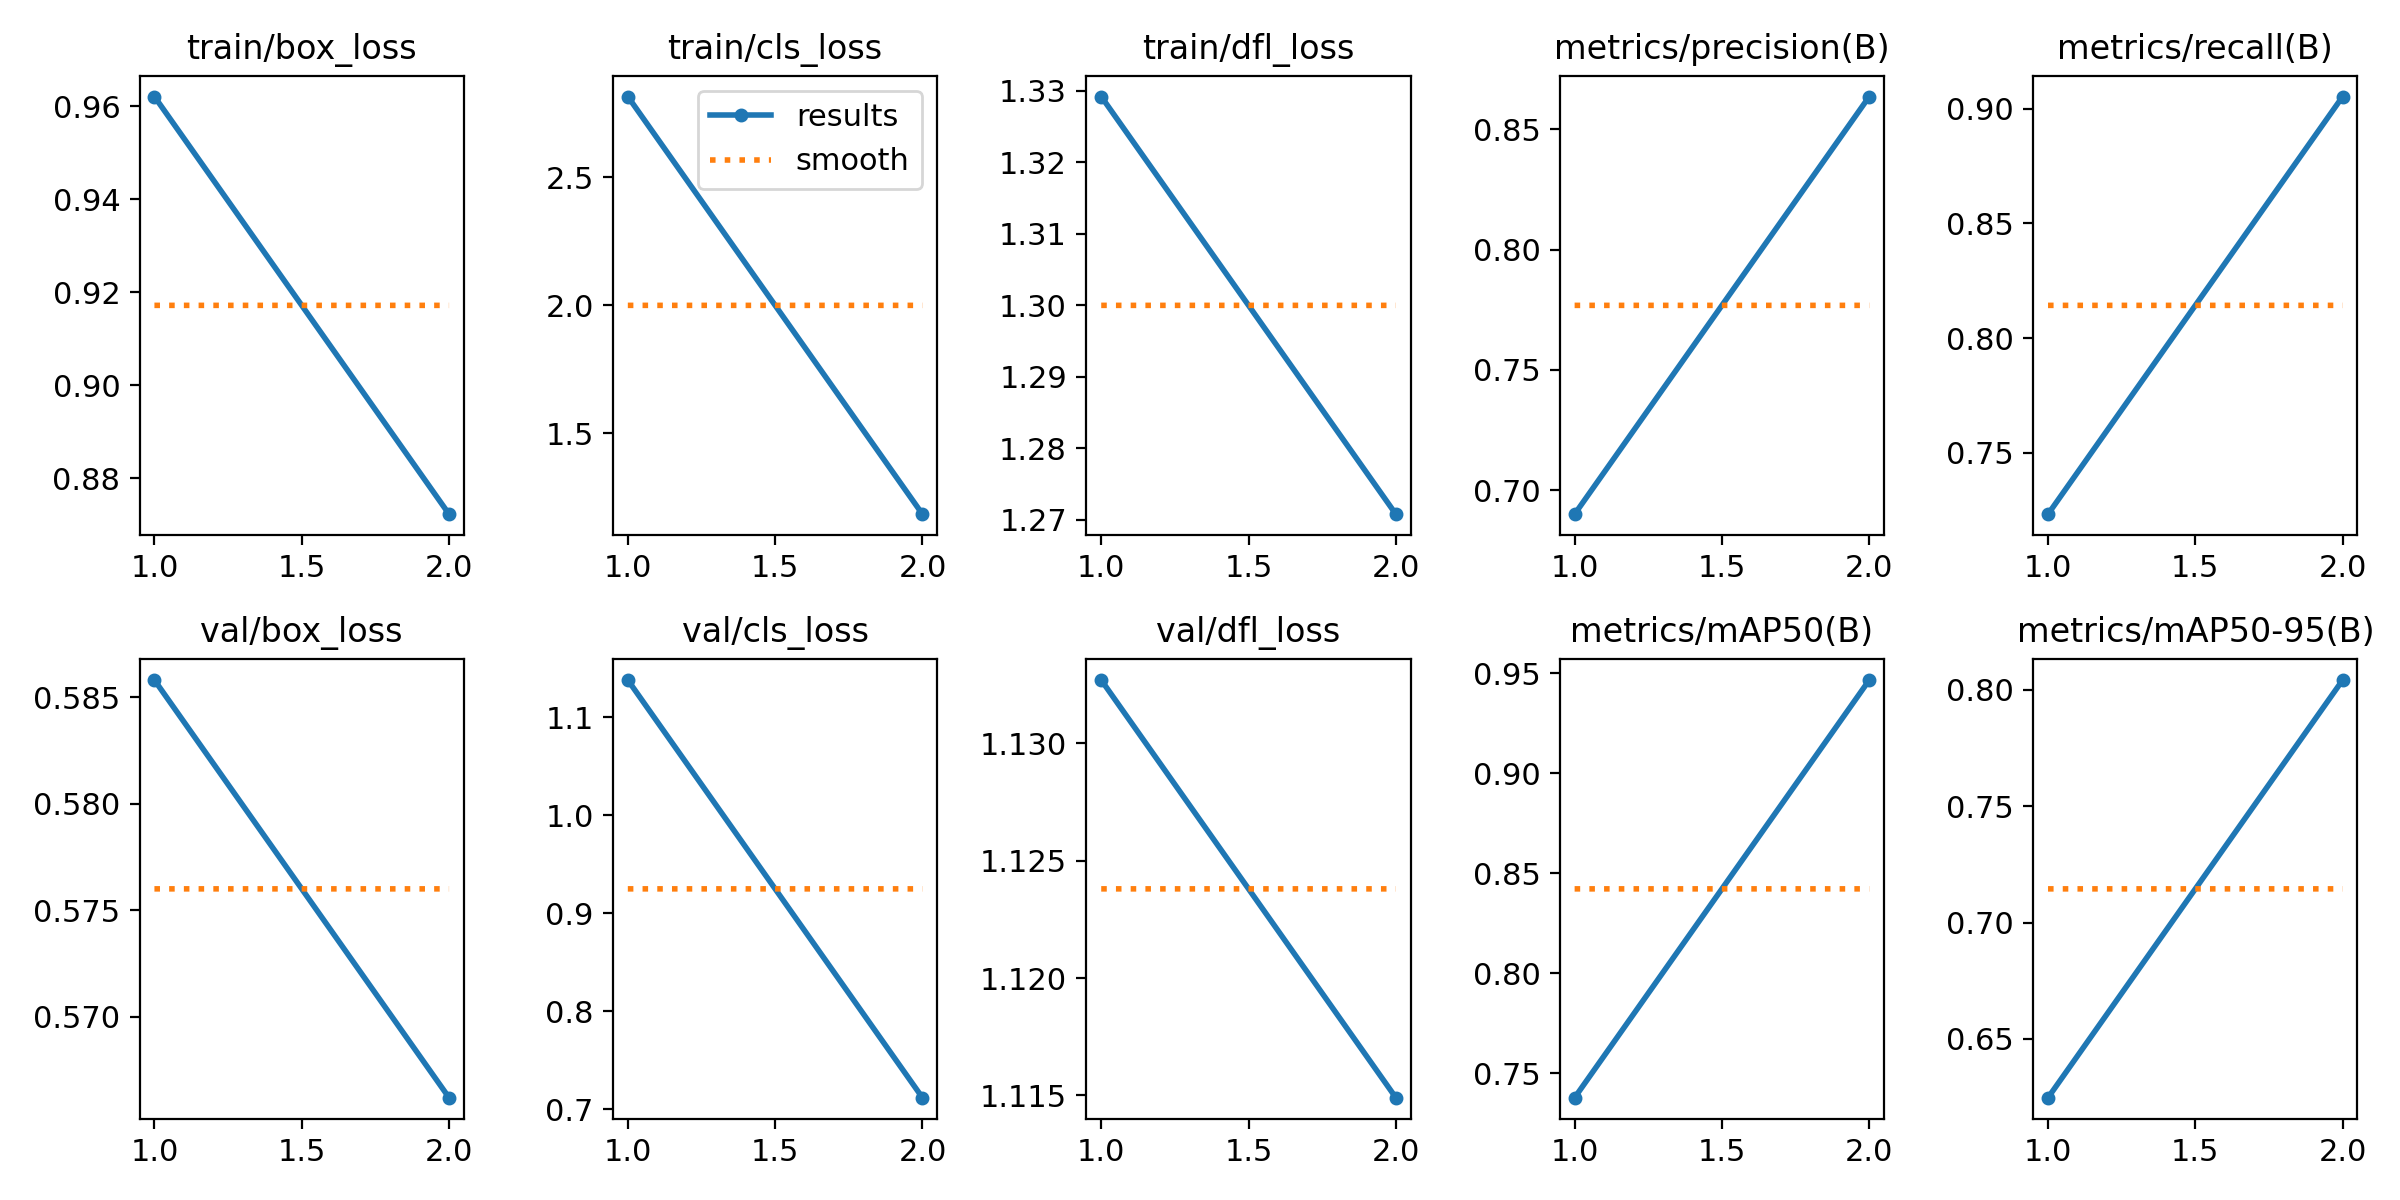 train/box_loss
0.96
0.94
0.92
0.90
0.88
1.0 1.5 2.0
train/cls_loss
results
smooth
2.5
2.0
1.5
1.0 1.5 2.0
train/dfl_loss
1.33
1.32
1.31
1.30
1.29
1.28
1.27
1.0 1.5 2.0
metrics/precision(B)
0.85
0.80
0.75
0.70
1.0 1.5 2.0
metrics/recall(B)
0.90
0.85
0.80
0.75
1.0 1.5 2.0
val/box_loss
0.585
0.580
0.575
0.570
1.0 1.5 2.0
val/cls_loss
1.1
1.0
0.9
0.8
0.7
1.0 1.5 2.0
val/dfl_loss
1.130
1.125
1.120
1.115
1.0 1.5 2.0
metrics/mAP50(B)
0.95
0.90
0.85
0.80
0.75
1.0 1.5 2.0
metrics/mAP50-95(B)
0.80
0.75
0.70
0.65
1.0 1.5 2.0